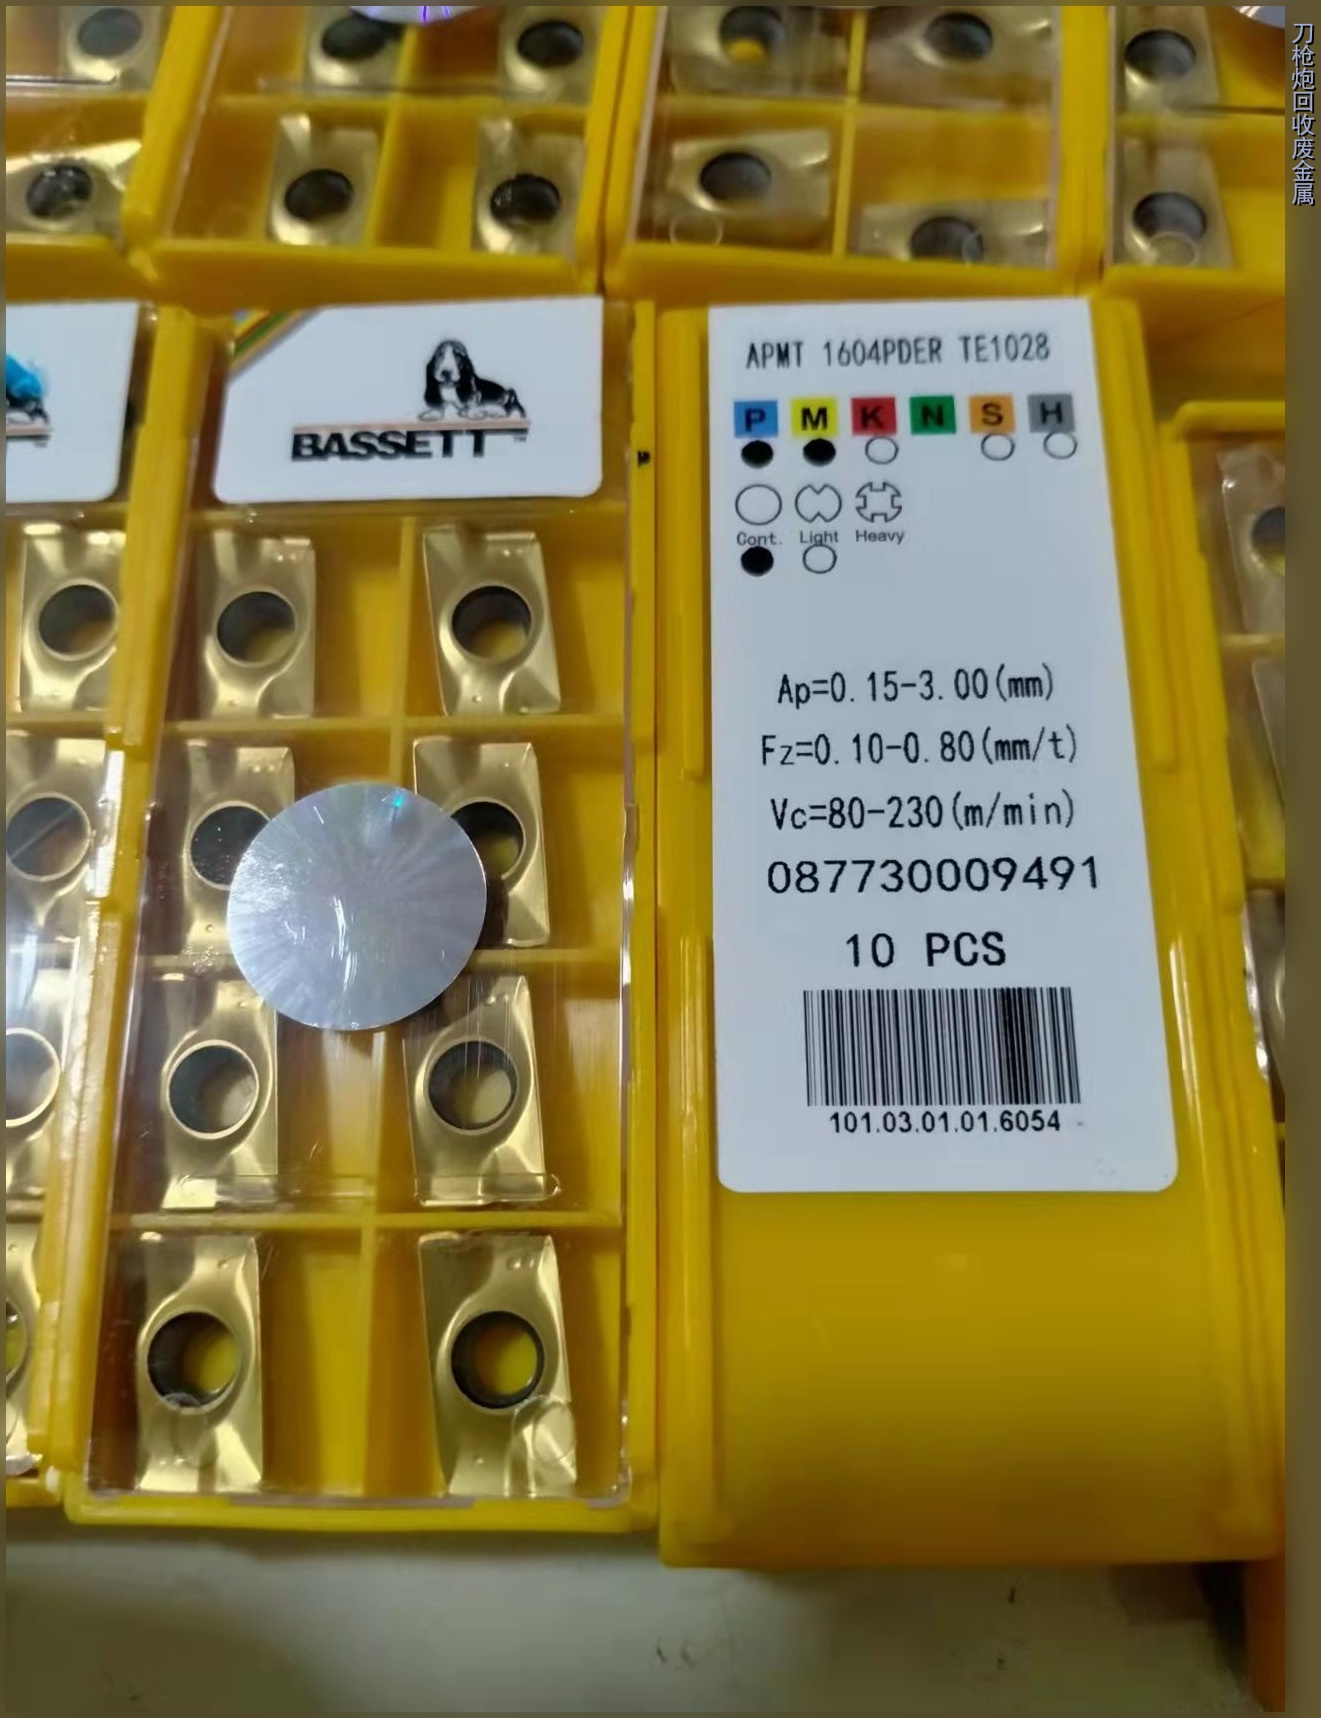 BASSETT™
APMT 1604PDER TE1028
P M K N S H
Cont. Light Heavy
Ap=0.15-3.00(mm)
Fz=0.10-0.80(mm/t)
Vc=80-230(m/min)
087730009491
10 PCS
101.03.01.01.6054
刀枪炮回收废金属